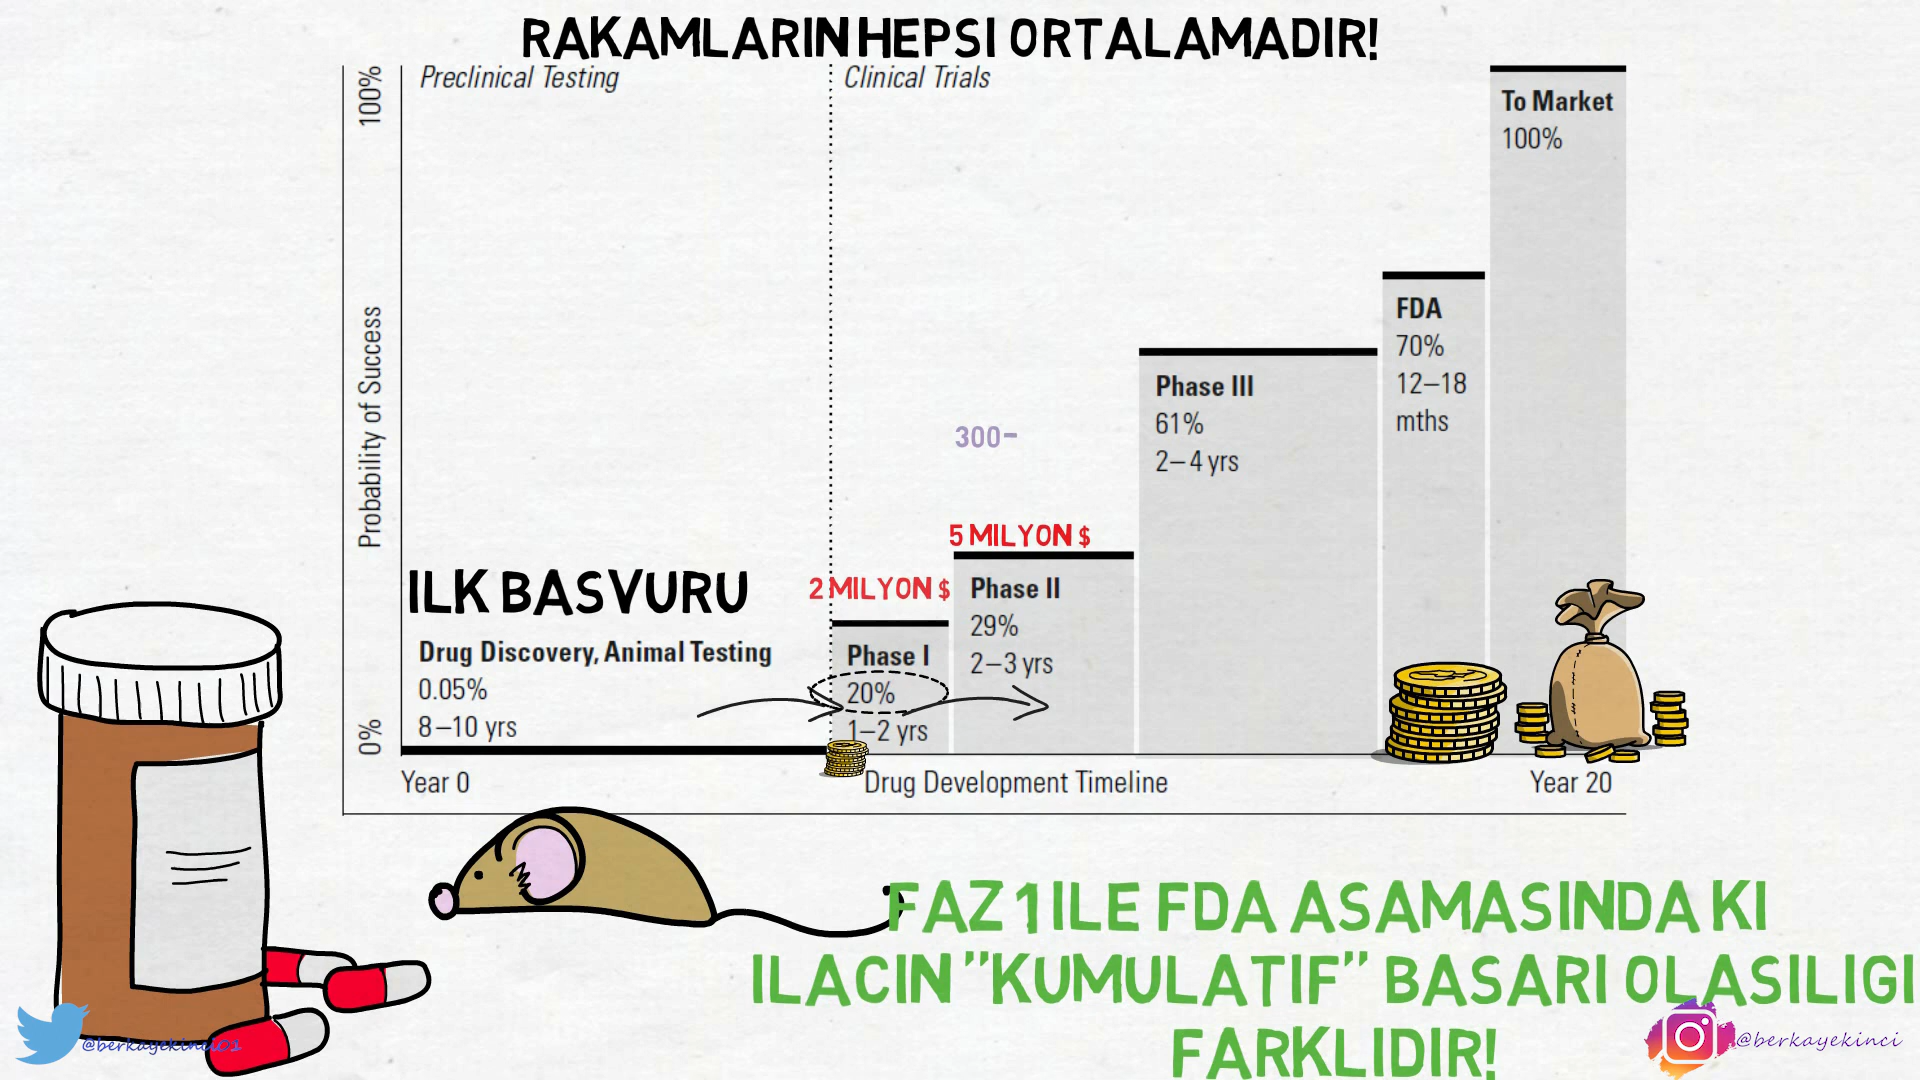 RAKAMLARIN HEPSI ORTALAMADIR!
Preclinical Testing
Clinical Trials
100%
Probability of Success
0%
To Market
100%
FDA
70%
12–18
mths
Phase III
61%
2–4 yrs
300-
5 MILYON $
2 MILYON $
Phase II
29%
2–3 yrs
ILK BASVURU
Drug Discovery, Animal Testing
0.05%
8–10 yrs
Phase I
20%
1–2 yrs
Year 0
Drug Development Timeline
Year 20
FAZ 1 ILE FDA ASAMASINDA KI
ILACIN "KUMULATIF" BASARI OLASILIGI
FARKLIDIR!
@berkayekinci01
@berkayekinci